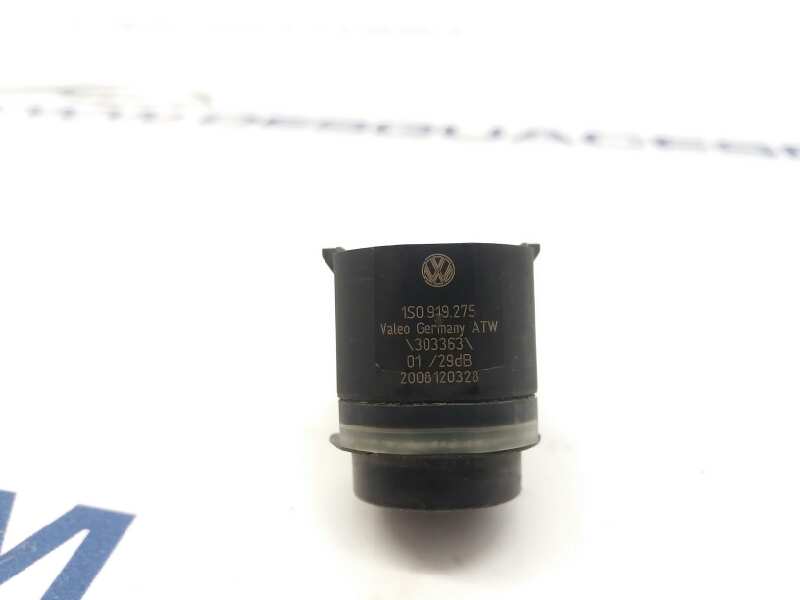 1S0 919.275
Valeo Germany ATW
\303363\
01 /29dB
2008120328